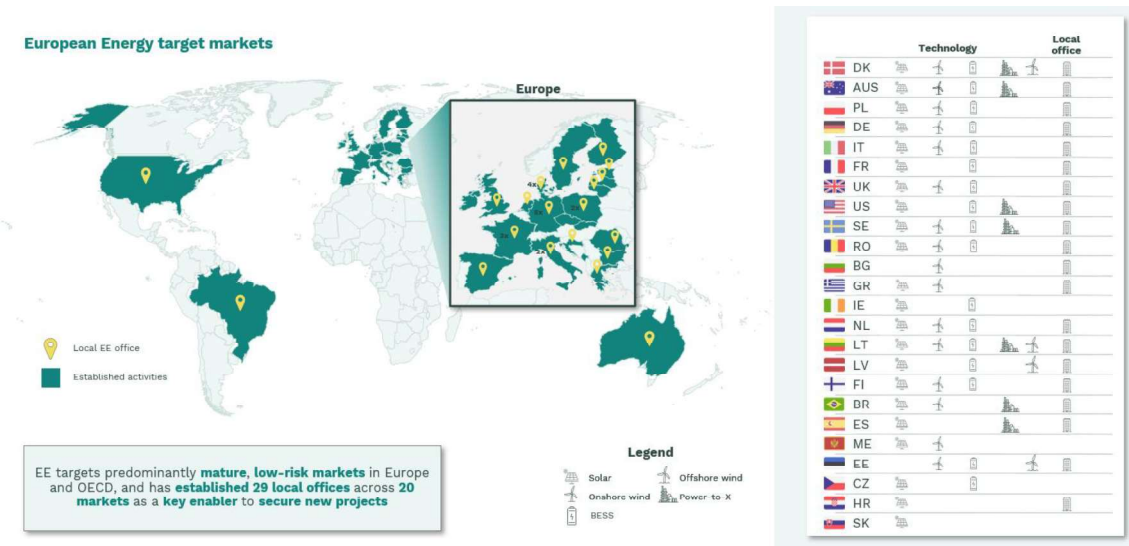 European Energy target markets
Europe
4x
Local EE office
Established activities
EE targets predominantly mature, low-risk markets in Europe
and OECD, and has established 29 local offices across 20
markets as a key enabler to secure new projects
Legend
Solar
Offshore wind
Onshore wind
Power-to-X
BESS
Technology
Local
office
DK
AUS
PL
DE
IT
FR
UK
US
SE
RO
BG
GR
IE
NL
LT
LV
FI
BR
ES
ME
EE
CZ
HR
SK